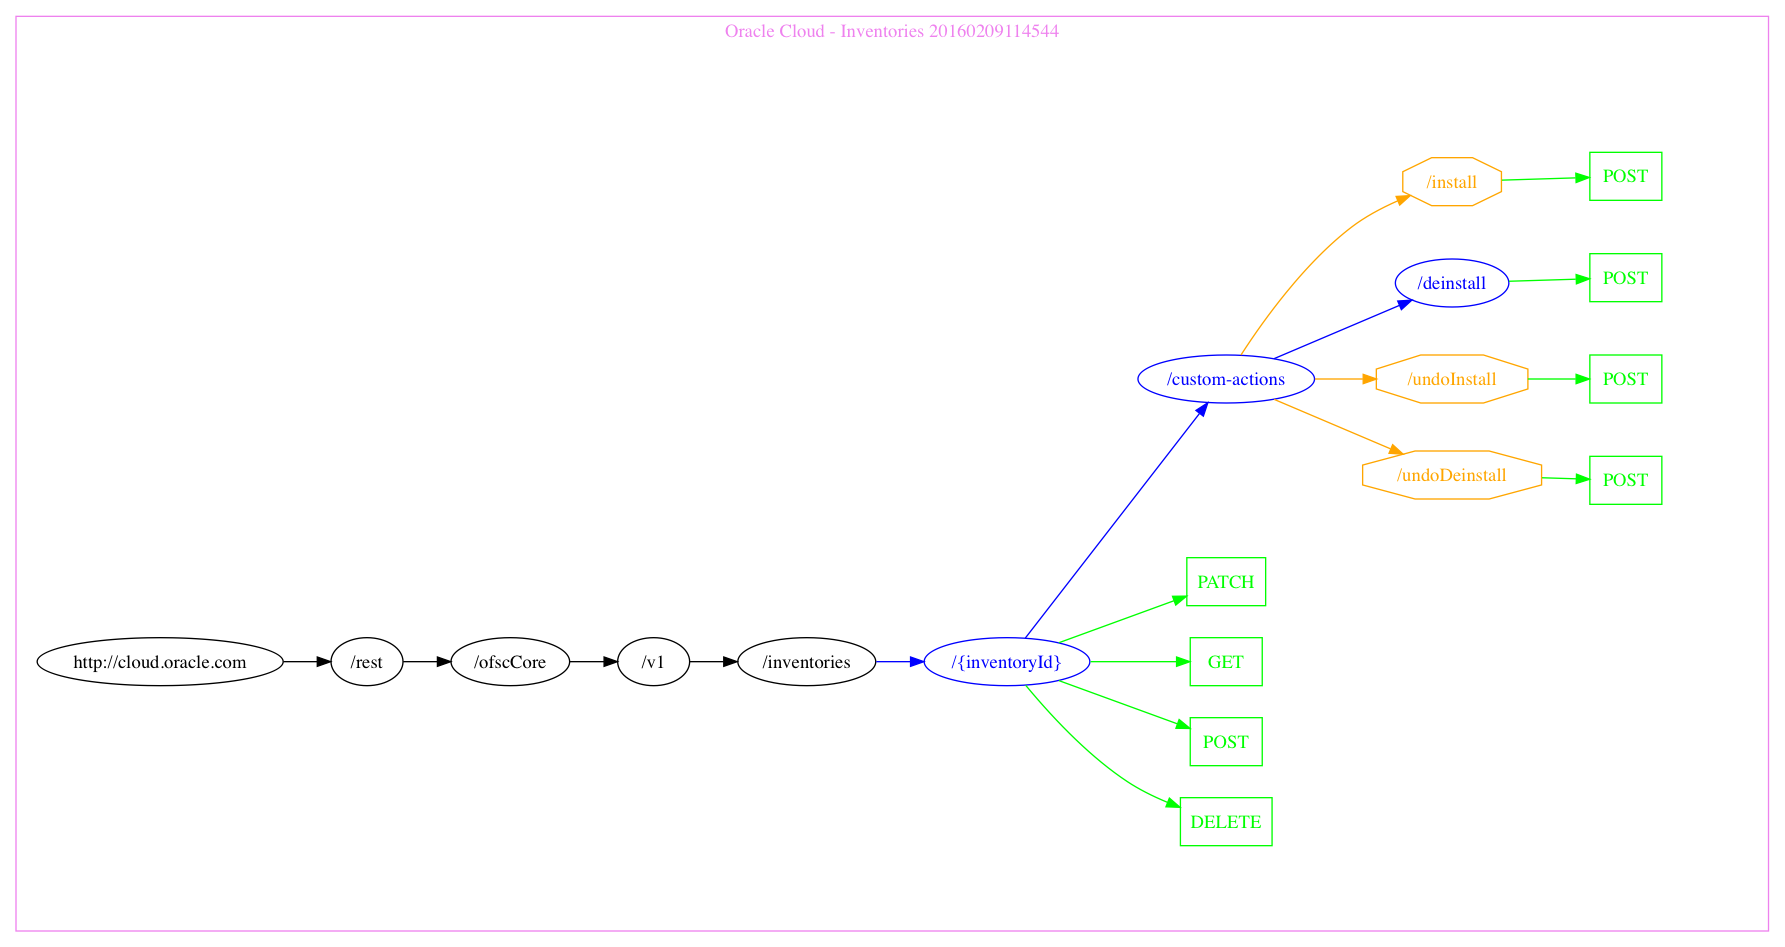 Oracle Cloud - Inventories 20160209114544
/install
POST
/deinstall
POST
/custom-actions
/undoInstall
POST
/undoDeinstall
POST
PATCH
http://cloud.oracle.com
/rest
/ofscCore
/v1
/inventories
/{inventoryId}
GET
POST
DELETE